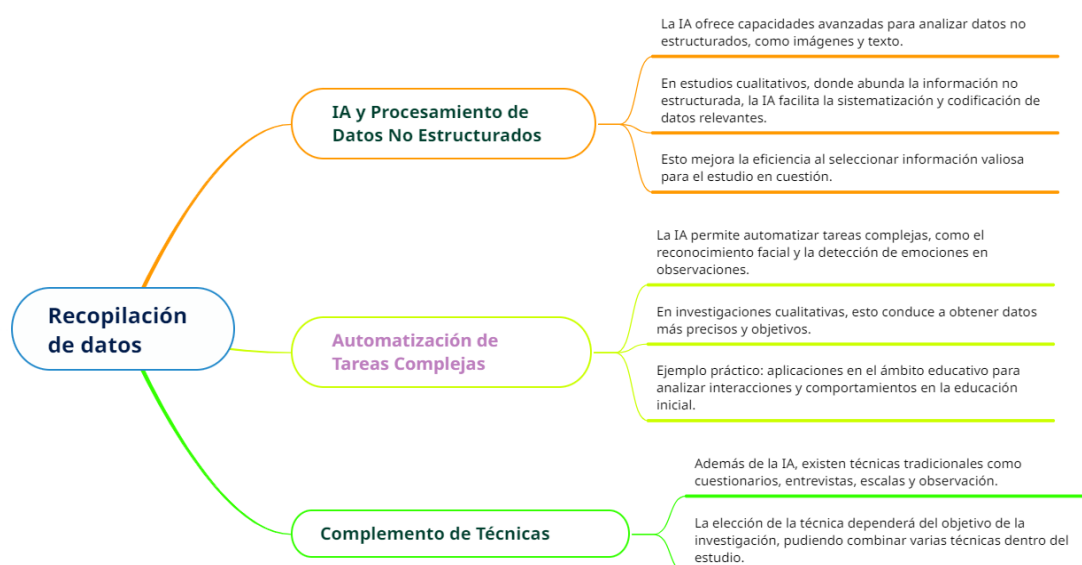 Recopilación
de datos
IA y Procesamiento de
Datos No Estructurados
La IA ofrece capacidades avanzadas para analizar datos no
estructurados, como imágenes y texto.
En estudios cualitativos, donde abunda la información no
estructurada, la IA facilita la sistematización y codificación de
datos relevantes.
Esto mejora la eficiencia al seleccionar información valiosa
para el estudio en cuestión.
Automatización de
Tareas Complejas
La IA permite automatizar tareas complejas, como el
reconocimiento facial y la detección de emociones en
observaciones.
En investigaciones cualitativas, esto conduce a obtener datos
más precisos y objetivos.
Ejemplo práctico: aplicaciones en el ámbito educativo para
analizar interacciones y comportamientos en la educación
inicial.
Complemento de Técnicas
Además de la IA, existen técnicas tradicionales como
cuestionarios, entrevistas, escalas y observación.
La elección de la técnica dependerá del objetivo de la
investigación, pudiendo combinar varias técnicas dentro del
estudio.